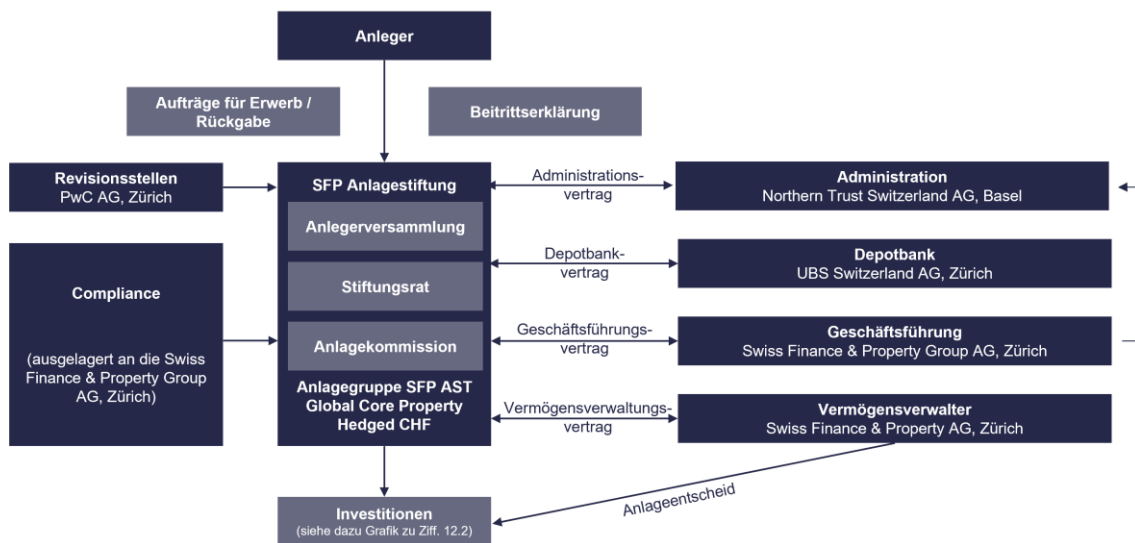 Anleger
Aufträge für Erwerb /
Rückgabe
Beitrittserklärung
Revisionsstellen
PwC AG, Zürich
SFP Anlagestiftung
Administrations-
vertrag
Administration
Northern Trust Switzerland AG, Basel
Anlegerversammlung
Compliance
(ausgelagert an die Swiss
Finance & Property Group
AG, Zürich)
Stiftungsrat
Depotbank-
vertrag
Depotbank
UBS Switzerland AG, Zürich
Anlagekommission
Geschäftsführungs-
vertrag
Geschäftsführung
Swiss Finance & Property Group AG, Zürich
Anlagegruppe SFP AST
Global Core Property
Hedged CHF
Vermögensverwaltungs-
vertrag
Vermögensverwalter
Swiss Finance & Property AG, Zürich
Anlageentscheid
Investitionen
(siehe dazu Grafik zu Ziff. 12.2)